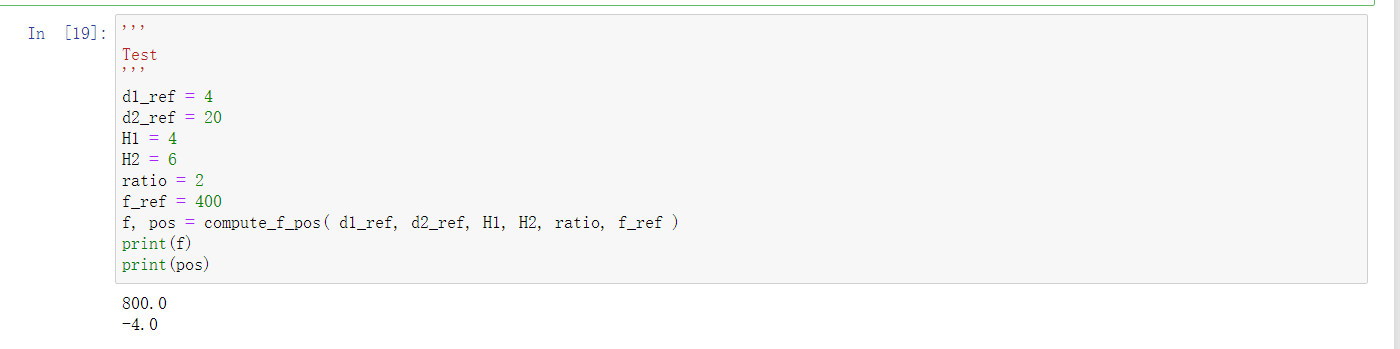 In [19]:
'''
Test
'''
d1_ref = 4
d2_ref = 20
H1 = 4
H2 = 6
ratio = 2
f_ref = 400
f, pos = compute_f_pos( d1_ref, d2_ref, H1, H2, ratio, f_ref )
print(f)
print(pos)
800.0
-4.0